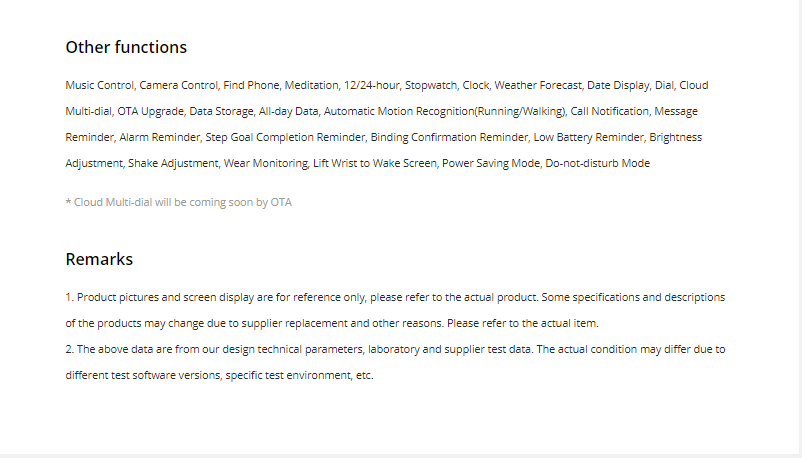 Other functions
Music Control, Camera Control, Find Phone, Meditation, 12/24-hour, Stopwatch, Clock, Weather Forecast, Date Display, Dial, Cloud
Multi-dial, OTA Upgrade, Data Storage, All-day Data, Automatic Motion Recognition(Running/Walking), Call Notification, Message
Reminder, Alarm Reminder, Step Goal Completion Reminder, Binding Confirmation Reminder, Low Battery Reminder, Brightness
Adjustment, Shake Adjustment, Wear Monitoring, Lift Wrist to Wake Screen, Power Saving Mode, Do-not-disturb Mode
* Cloud Multi-dial will be coming soon by OTA
Remarks
1. Product pictures and screen display are for reference only, please refer to the actual product. Some specifications and descriptions
of the products may change due to supplier replacement and other reasons. Please refer to the actual item.
2. The above data are from our design technical parameters, laboratory and supplier test data. The actual condition may differ due to
different test software versions, specific test environment, etc.